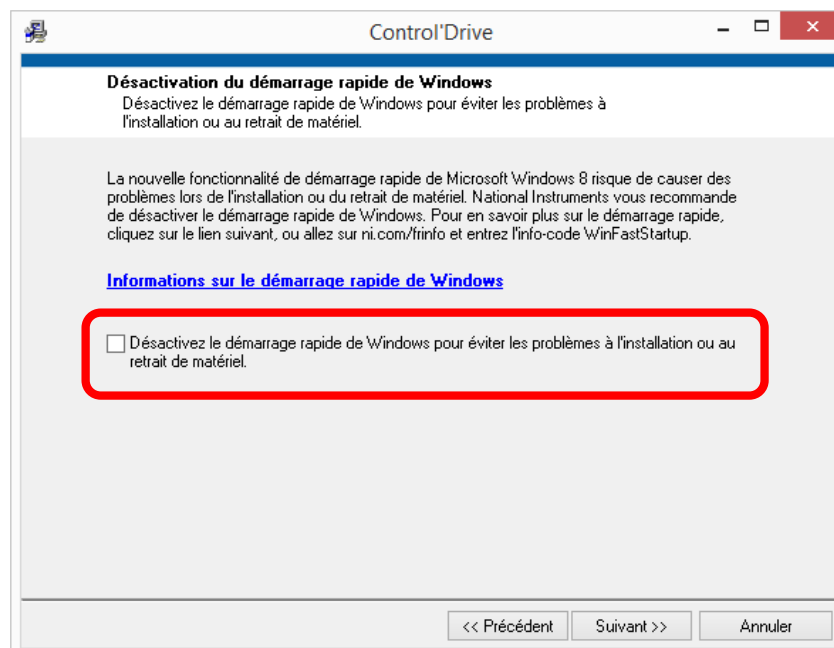 Control'Drive
Désactivation du démarrage rapide de Windows
Désactivez le démarrage rapide de Windows pour éviter les problèmes à
l'installation ou au retrait de matériel.
La nouvelle fonctionnalité de démarrage rapide de Microsoft Windows 8 risque de causer des
problèmes lors de l'installation ou du retrait de matériel. National Instruments vous recommande
de désactiver le démarrage rapide de Windows. Pour en savoir plus sur le démarrage rapide,
cliquez sur le lien suivant, ou allez sur ni.com/frinfo et entrez l'info-code WinFastStartup.
Informations sur le démarrage rapide de Windows
Désactivez le démarrage rapide de Windows pour éviter les problèmes à l'installation ou au
retrait de matériel.
<< Précédent Suivant >> Annuler